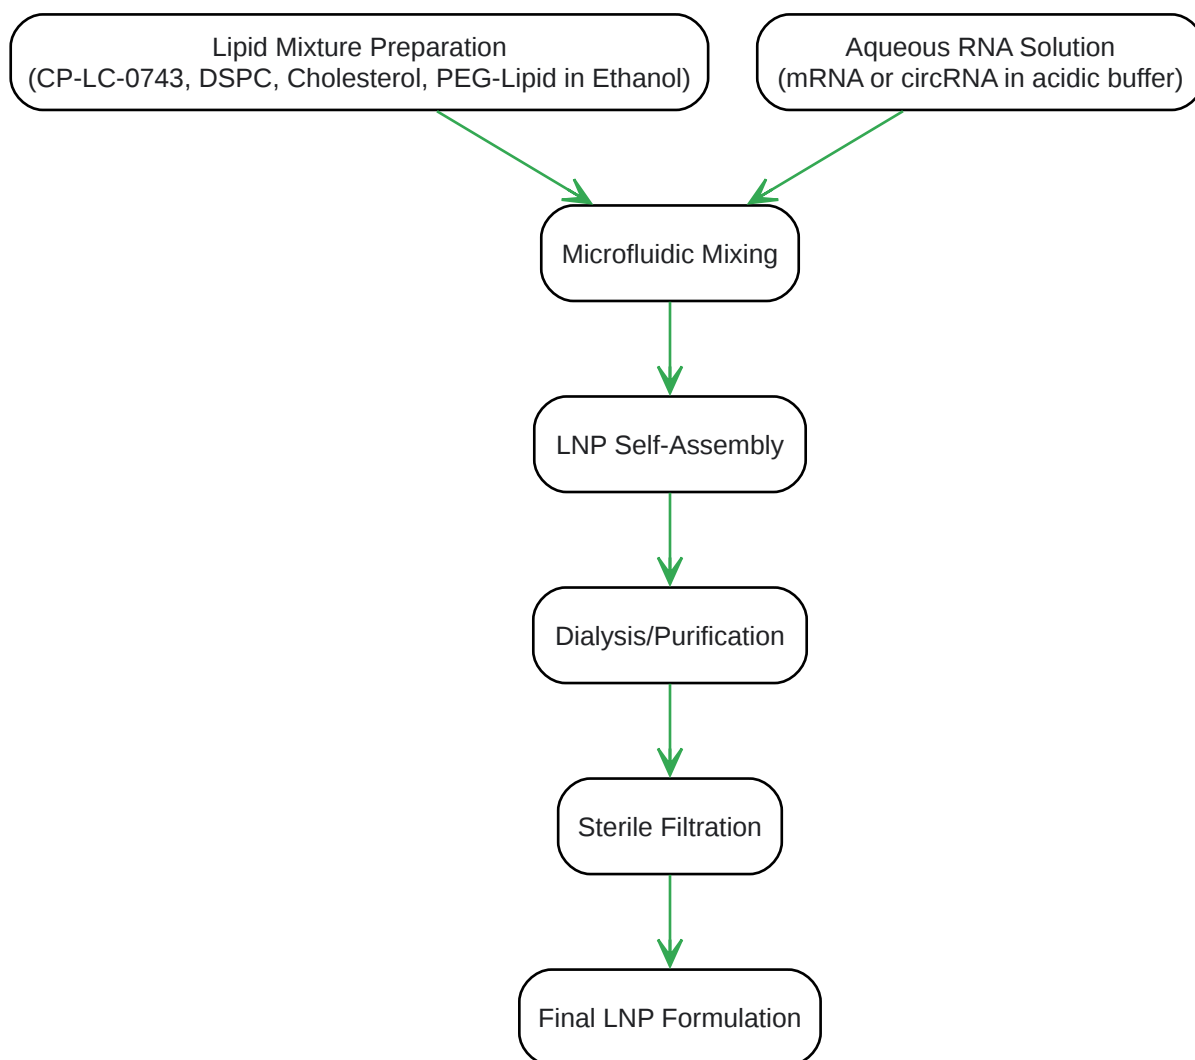 Lipid Mixture Preparation
(CP-LC-0743, DSPC, Cholesterol, PEG-Lipid in Ethanol)
Aqueous RNA Solution
(mRNA or circRNA in acidic buffer)
Microfluidic Mixing
LNP Self-Assembly
Dialysis/Purification
Sterile Filtration
Final LNP Formulation